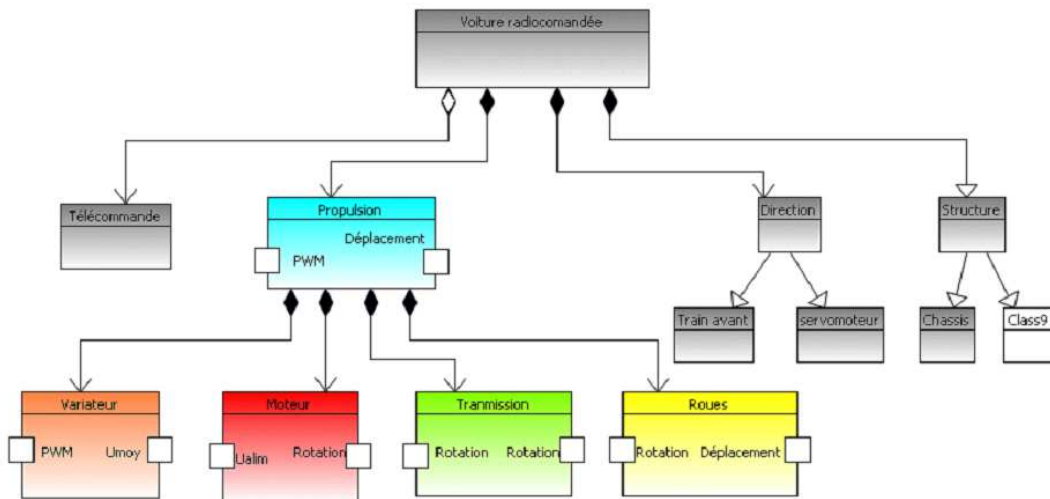 Voiture radiocomandée
Télécommande
Propulsion
Déplacement
PWM
Direction
Structure
Train avant
servomoteur
Chassis
Class9
Variateur
PWM Umoy
Moteur
Ualim Rotation
Tranmission
Rotation Rotation
Roues
Rotation Déplacement